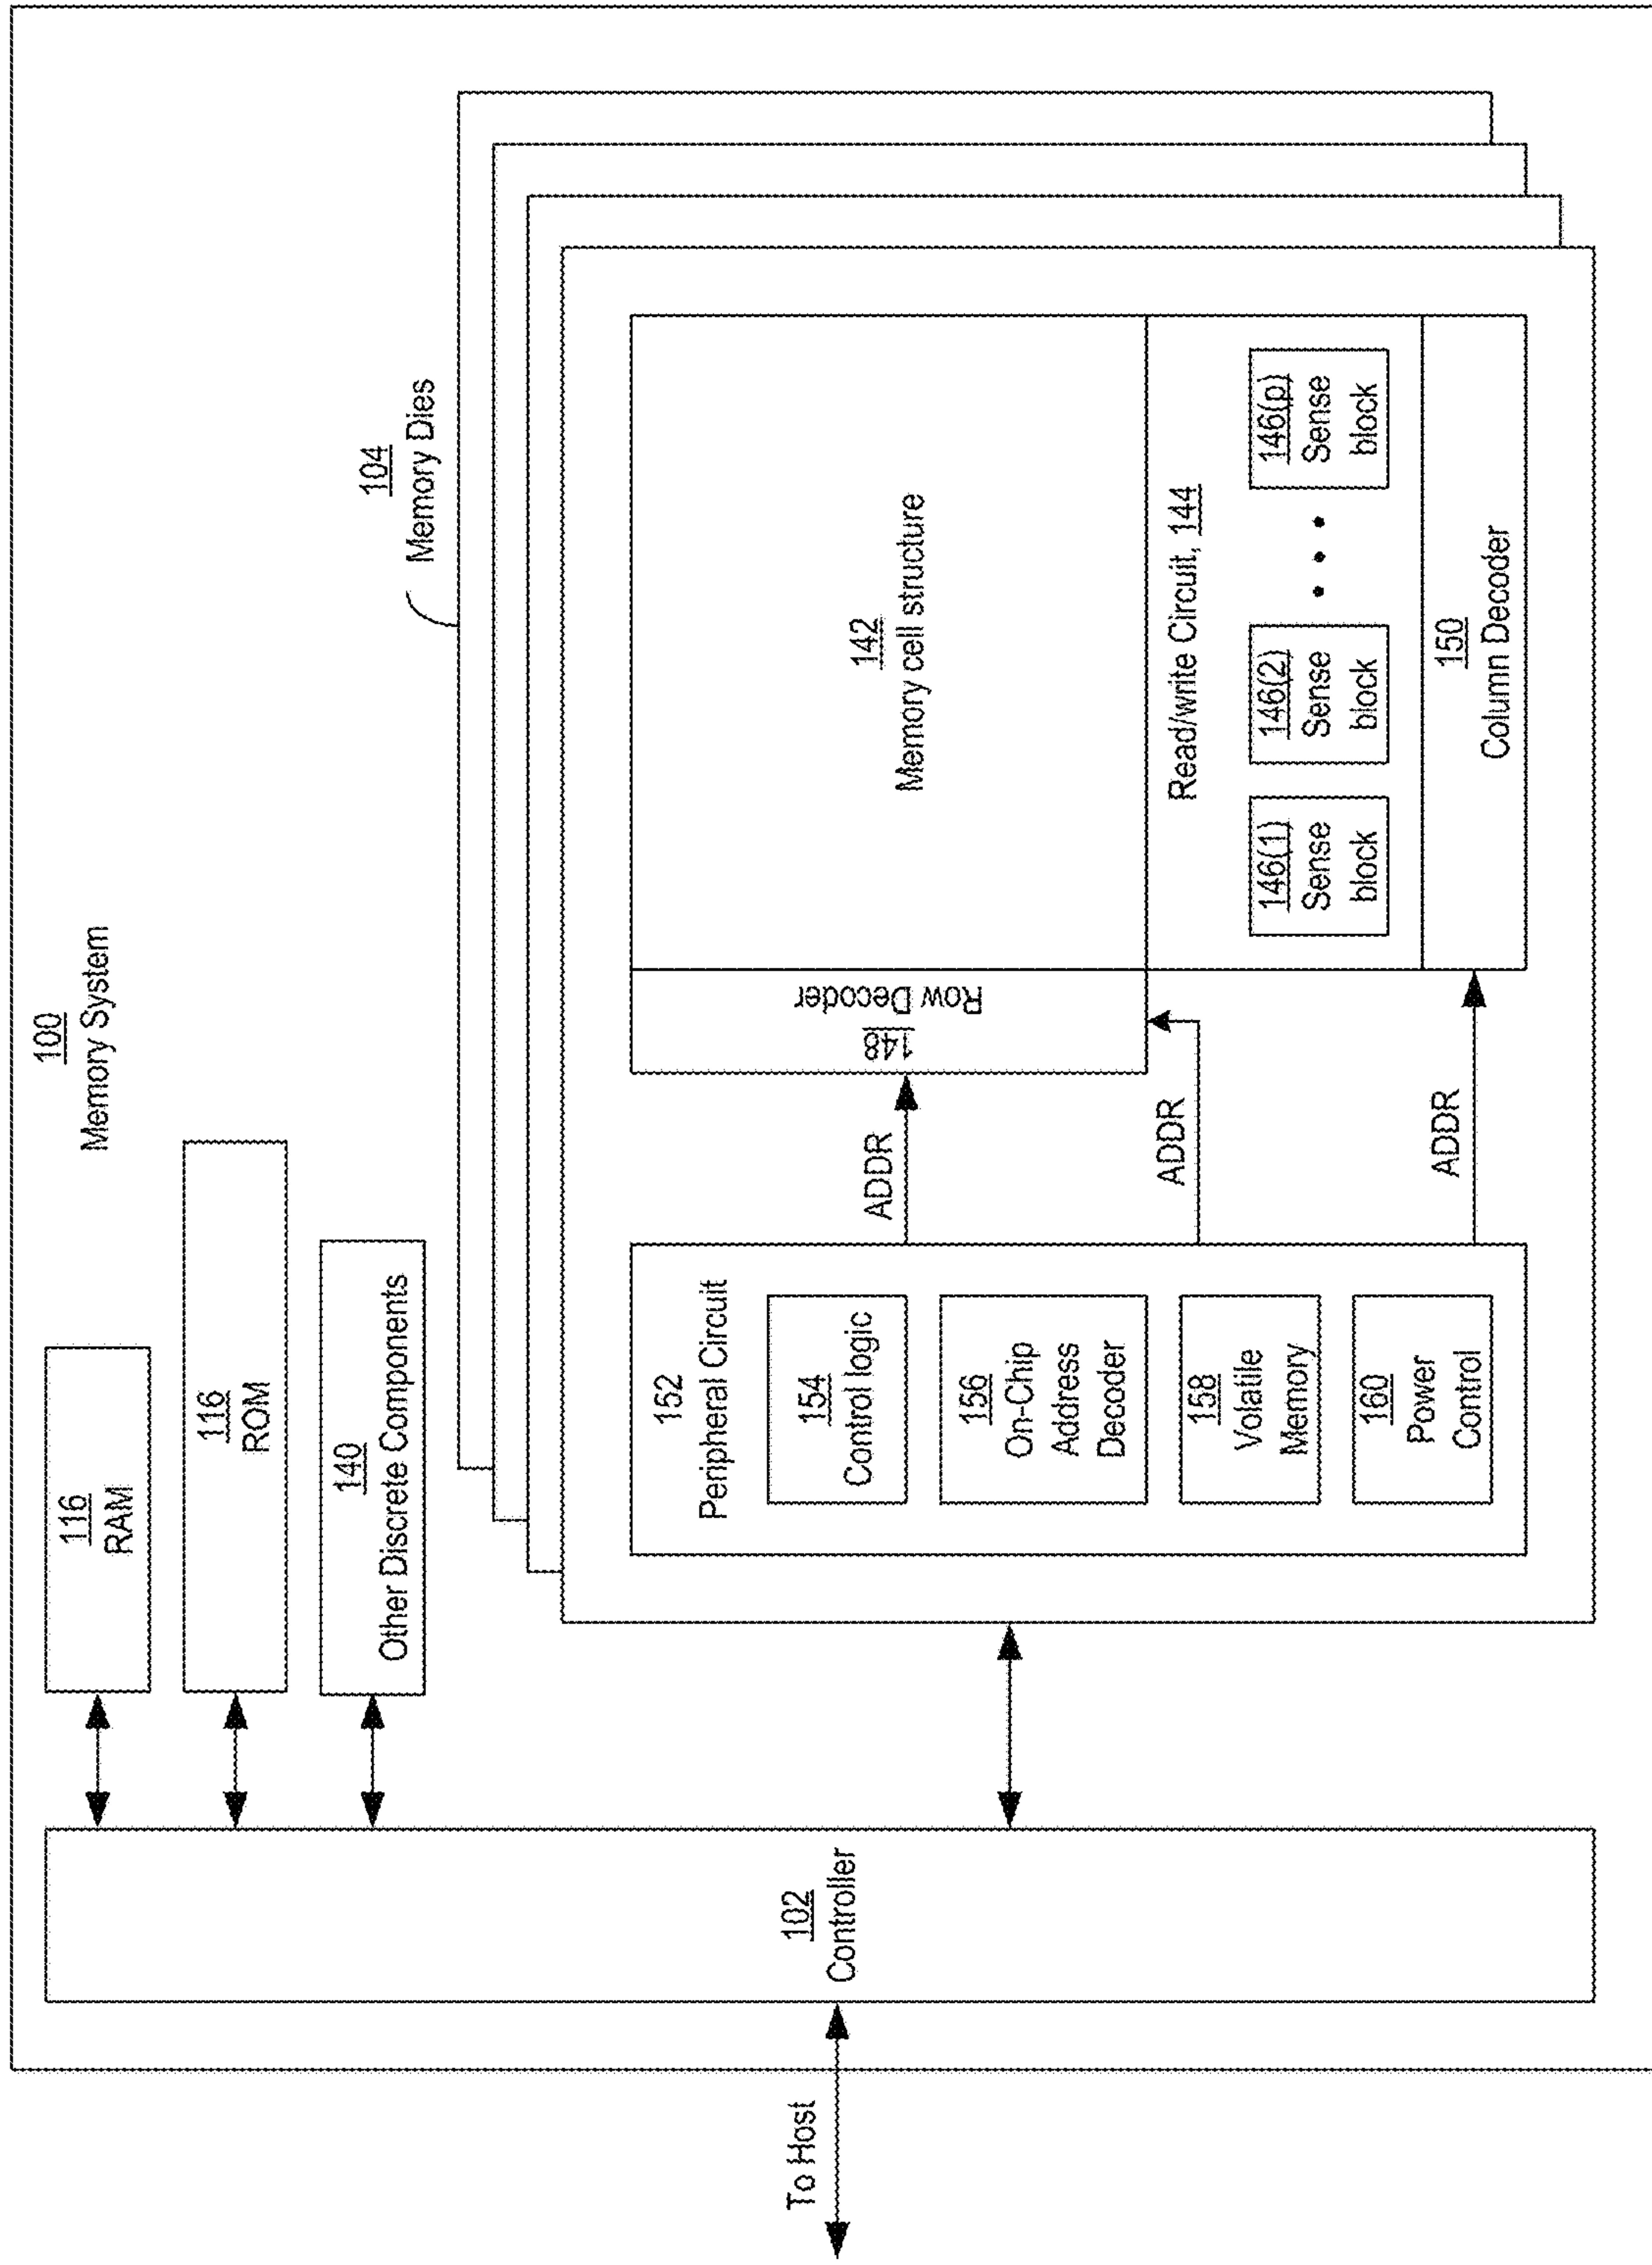 100
Memory System
116
RAM
116
ROM
140
Other Discrete Components
104
Memory Dies
To Host
102
Controller
152
Peripheral Circuit
154
Control logic
156
On-Chip
Address
Decoder
158
Volatile
Memory
160
Power
Control
ADDR
ADDR
ADDR
148
Row Decoder
142
Memory cell structure
Read/write Circuit, 144
146(1)
Sense
block
146(2)
Sense
block
146(p)
Sense
block
150
Column Decoder